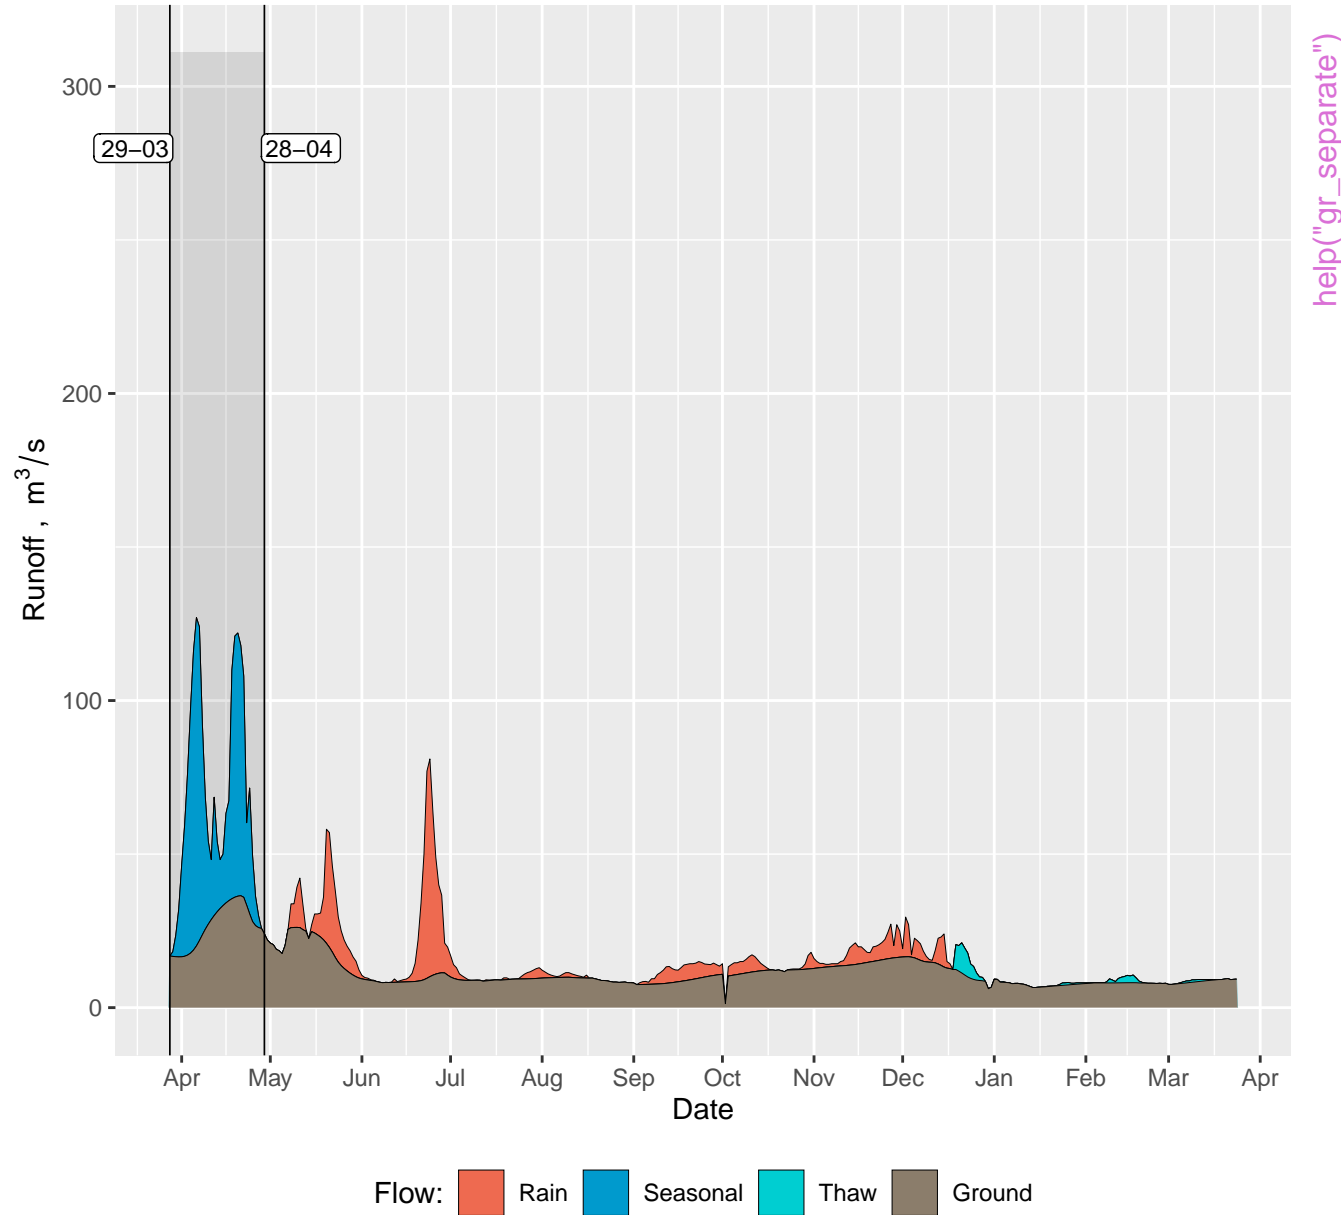 300
200
100
0
29−03
28−04
Runoff , m³/s
help("gr_separate")
Apr May Jun Jul Aug Sep Oct Nov Dec Jan Feb Mar Apr
Date
Flow: Rain Seasonal Thaw Ground